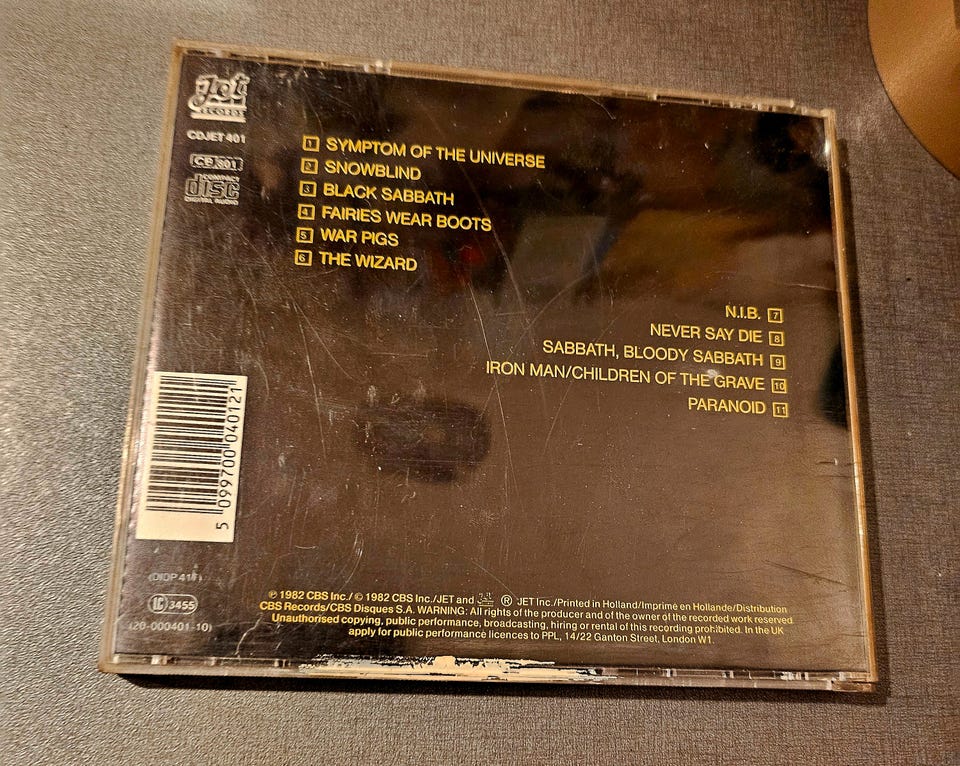 Jet
RECORDS
CDJET 401
CB 801
COMPACT
disc
DIGITAL AUDIO
1 SYMPTOM OF THE UNIVERSE
2 SNOWBLIND
3 BLACK SABBATH
4 FAIRIES WEAR BOOTS
5 WAR PIGS
6 THE WIZARD
N.I.B. 7
NEVER SAY DIE 8
SABBATH, BLOODY SABBATH 9
IRON MAN/CHILDREN OF THE GRAVE 10
PARANOID 11
5 099700 040121
(DIDP
LC 3455
(20-000401-10)
℗ 1982 CBS Inc./ © 1982 CBS Inc./JET and Jet ® JET Inc./Printed in Holland/Imprimé en Hollande/Distribution
CBS Records/CBS Disques S.A. WARNING: All rights of the producer and of the owner of the recorded work reserved.
Unauthorised copying, public performance, broadcasting, hiring or rental of this recording prohibited. In the UK
apply for public performance licences to PPL, 14/22 Ganton Street, London W1.